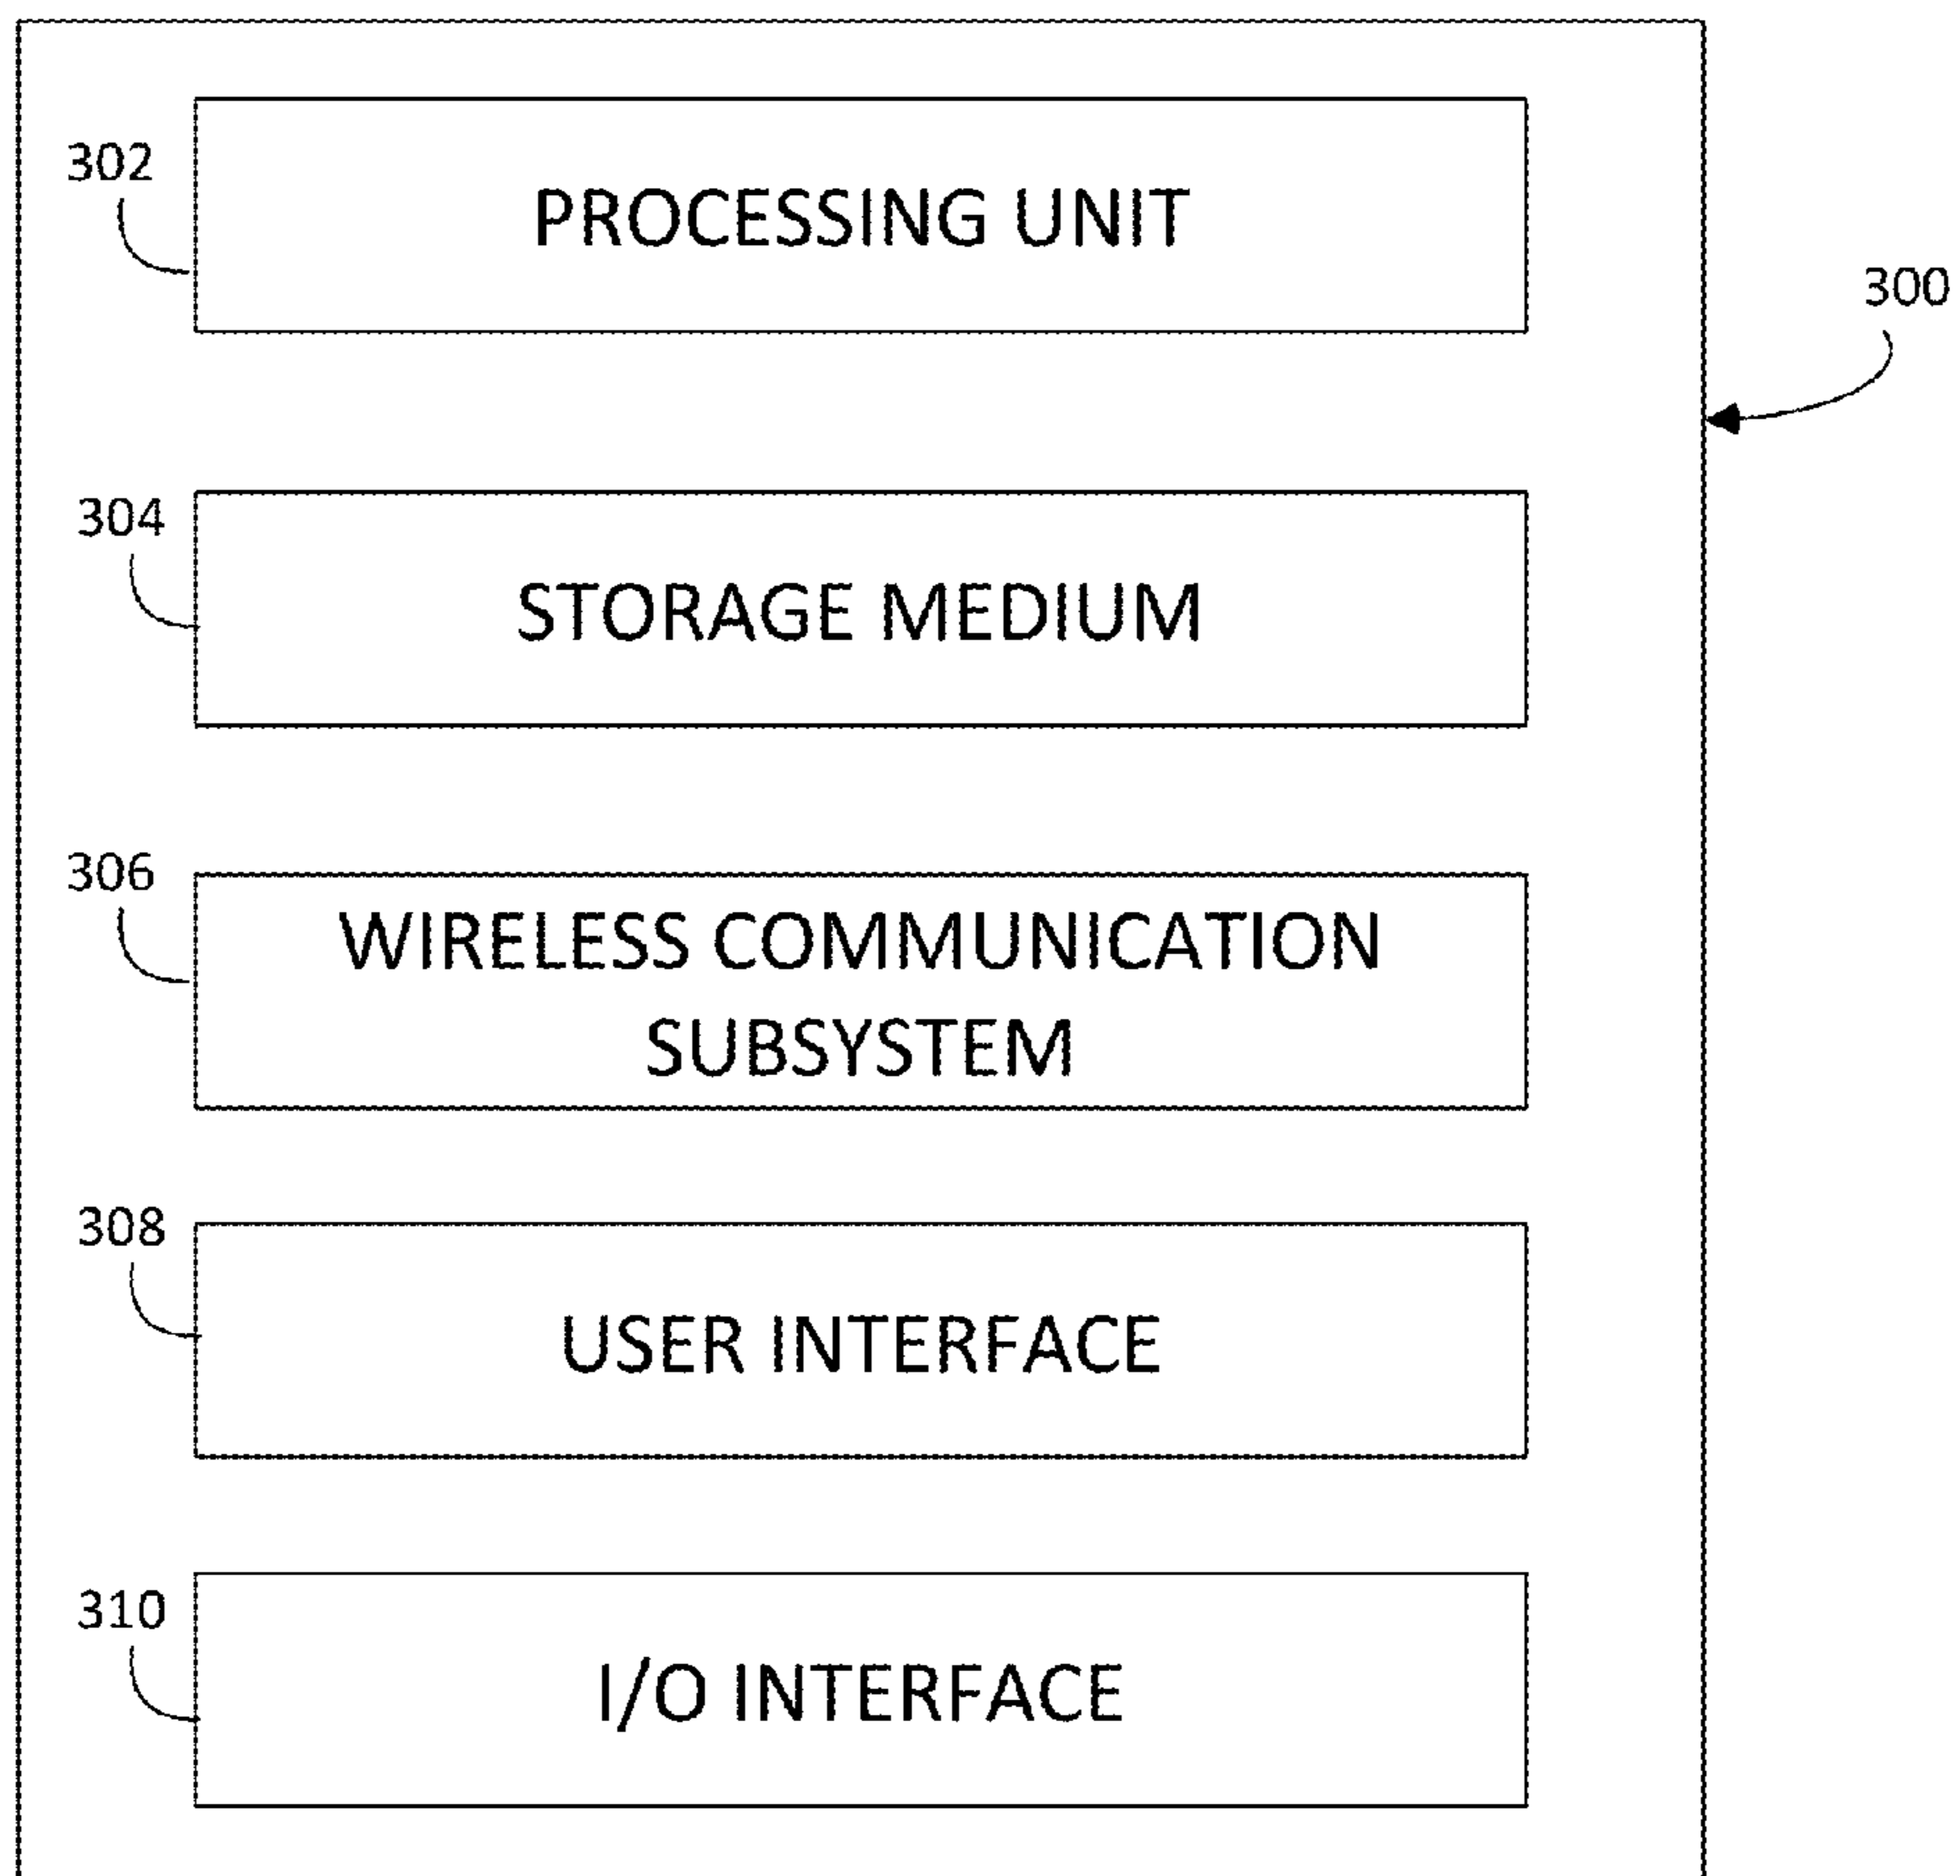 302
PROCESSING UNIT
300
304
STORAGE MEDIUM
306
WIRELESS COMMUNICATION
SUBSYSTEM
308
USER INTERFACE
310
I/O INTERFACE